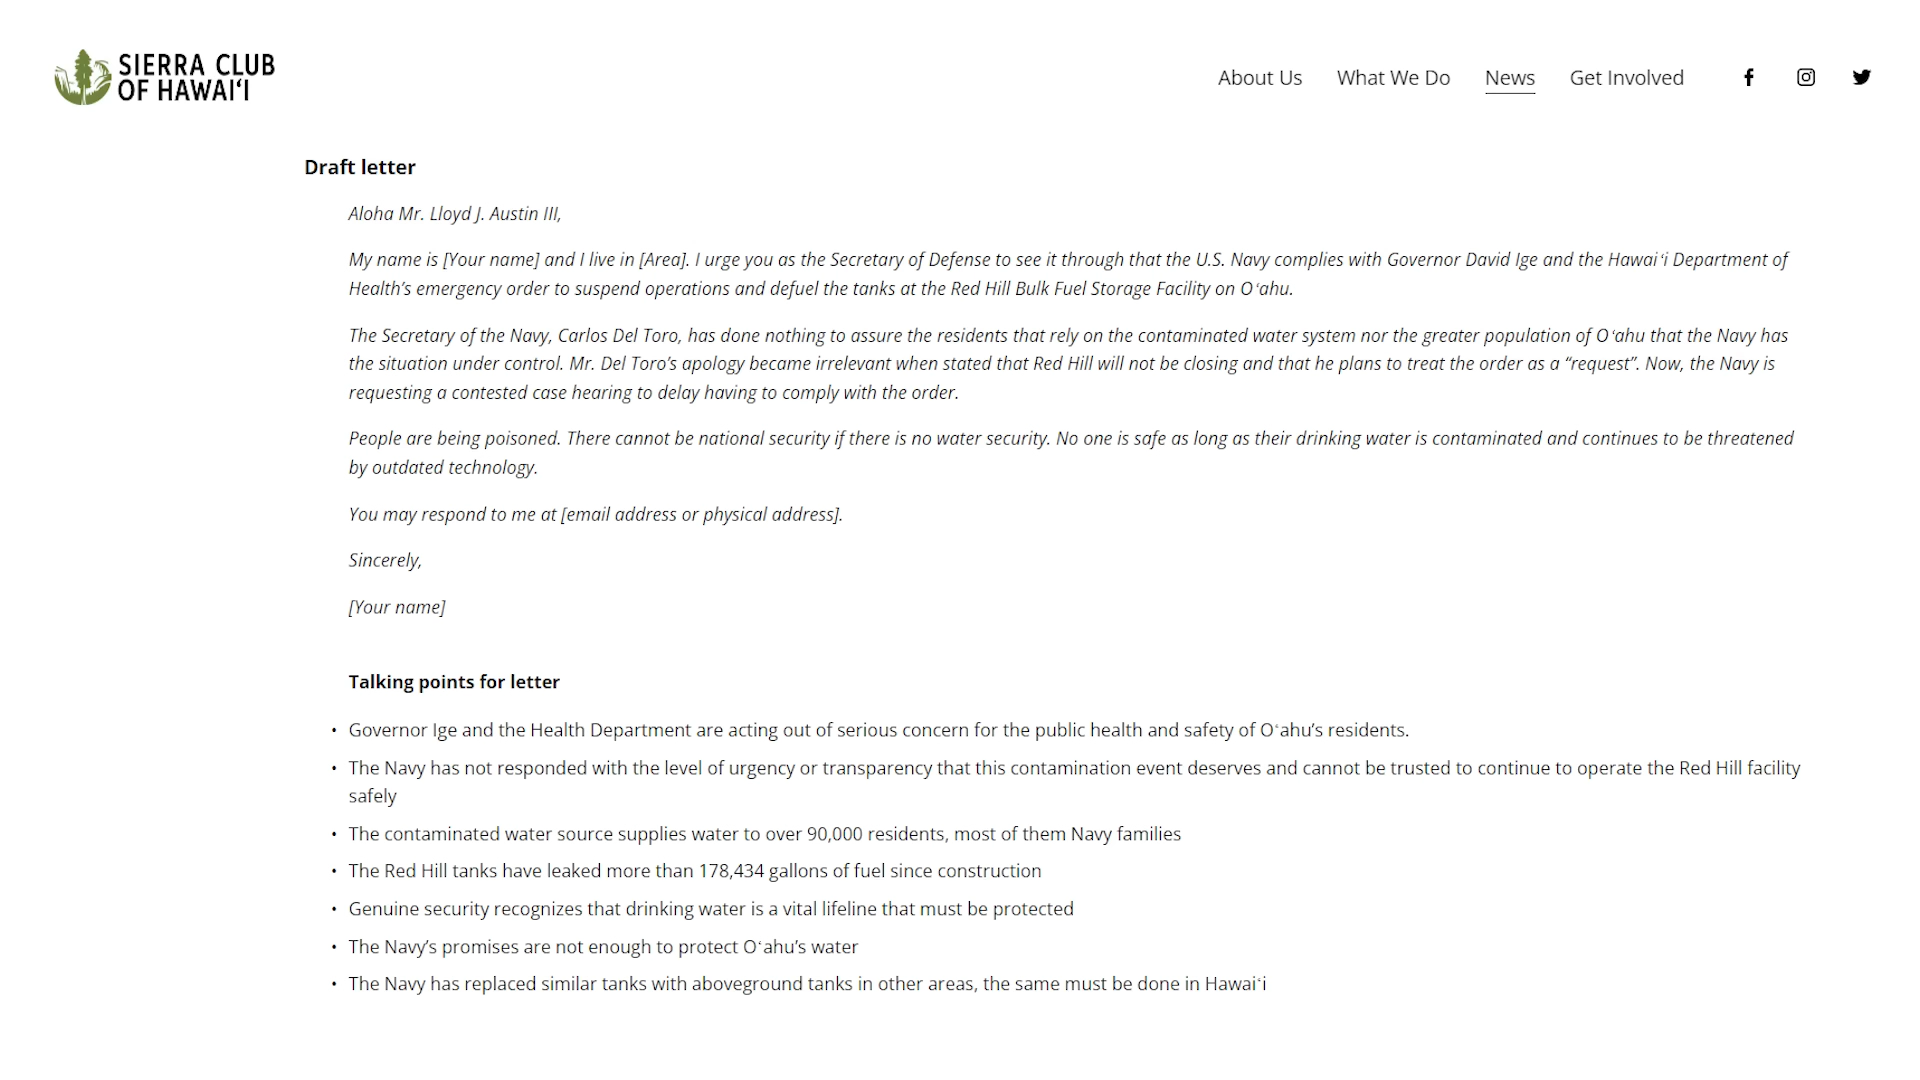 SIERRA CLUB
OF HAWAI‘I
About Us
What We Do
News
Get Involved
Draft letter
Aloha Mr. Lloyd J. Austin III,
My name is [Your name] and I live in [Area]. I urge you as the Secretary of Defense to see it through that the U.S. Navy complies with Governor David Ige and the Hawaiʻi Department of
Health’s emergency order to suspend operations and defuel the tanks at the Red Hill Bulk Fuel Storage Facility on Oʻahu.
The Secretary of the Navy, Carlos Del Toro, has done nothing to assure the residents that rely on the contaminated water system nor the greater population of Oʻahu that the Navy has
the situation under control. Mr. Del Toro’s apology became irrelevant when stated that Red Hill will not be closing and that he plans to treat the order as a “request”. Now, the Navy is
requesting a contested case hearing to delay having to comply with the order.
People are being poisoned. There cannot be national security if there is no water security. No one is safe as long as their drinking water is contaminated and continues to be threatened
by outdated technology.
You may respond to me at [email address or physical address].
Sincerely,
[Your name]
Talking points for letter
• Governor Ige and the Health Department are acting out of serious concern for the public health and safety of Oʻahu’s residents.
• The Navy has not responded with the level of urgency or transparency that this contamination event deserves and cannot be trusted to continue to operate the Red Hill facility
safely
• The contaminated water source supplies water to over 90,000 residents, most of them Navy families
• The Red Hill tanks have leaked more than 178,434 gallons of fuel since construction
• Genuine security recognizes that drinking water is a vital lifeline that must be protected
• The Navy’s promises are not enough to protect Oʻahu’s water
• The Navy has replaced similar tanks with aboveground tanks in other areas, the same must be done in Hawaiʻi